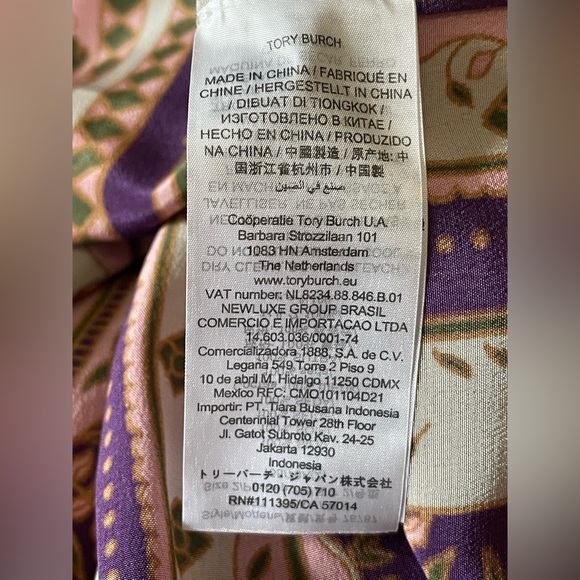 TORY BURCH
MADE IN CHINA / FABRIQUÉ EN
CHINE / HERGESTELLT IN CHINA
/ DIBUAT DI TIONGKOK /
ИЗГОТОВЛЕНО В КИТАЕ /
HECHO EN CHINA / PRODUZIDO
NA CHINA / 中國製造 / 原产地: 中
国浙江省杭州市 / 中国製
صنع في الصين
Coöperatie Tory Burch U.A.
Barbara Strozzilaan 101
1083 HN Amsterdam
The Netherlands
www.toryburch.eu
VAT number: NL8234.88.846.B.01
NEWLUXE GROUP BRASIL
COMERCIO E IMPORTACAO LTDA
14.603.036/0001-74
Comercializadora 1888, S.A. de C.V.
Legaria 549 Torre 2 Piso 9
10 de abril M. Hidalgo 11250 CDMX
Mexico RFC: CMO101104D21
Importir: PT. Tiara Busana Indonesia
Centennial Tower 28th Floor
Jl. Gatot Subroto Kav. 24-25
Jakarta 12930
Indonesia
トリーバーチ・ジャパン株式会社
0120 (705) 710
RN#111395/CA 57014